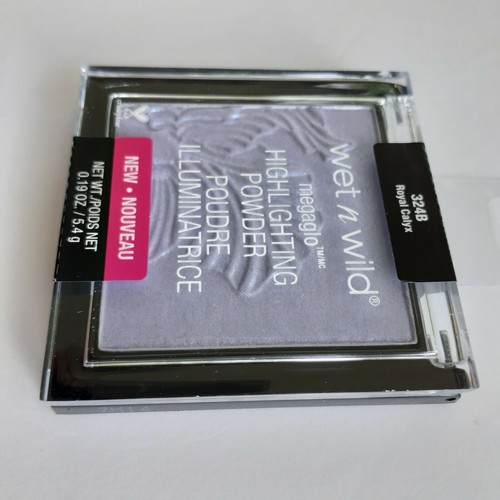 324B
Royal Calyx
wet n wild®
megaglo™/MC
HIGHLIGHTING
POWDER
POUDRE
ILLUMINATRICE
NEW • NOUVEAU
NET WT./POIDS NET
0.19 OZ / 5.4 g